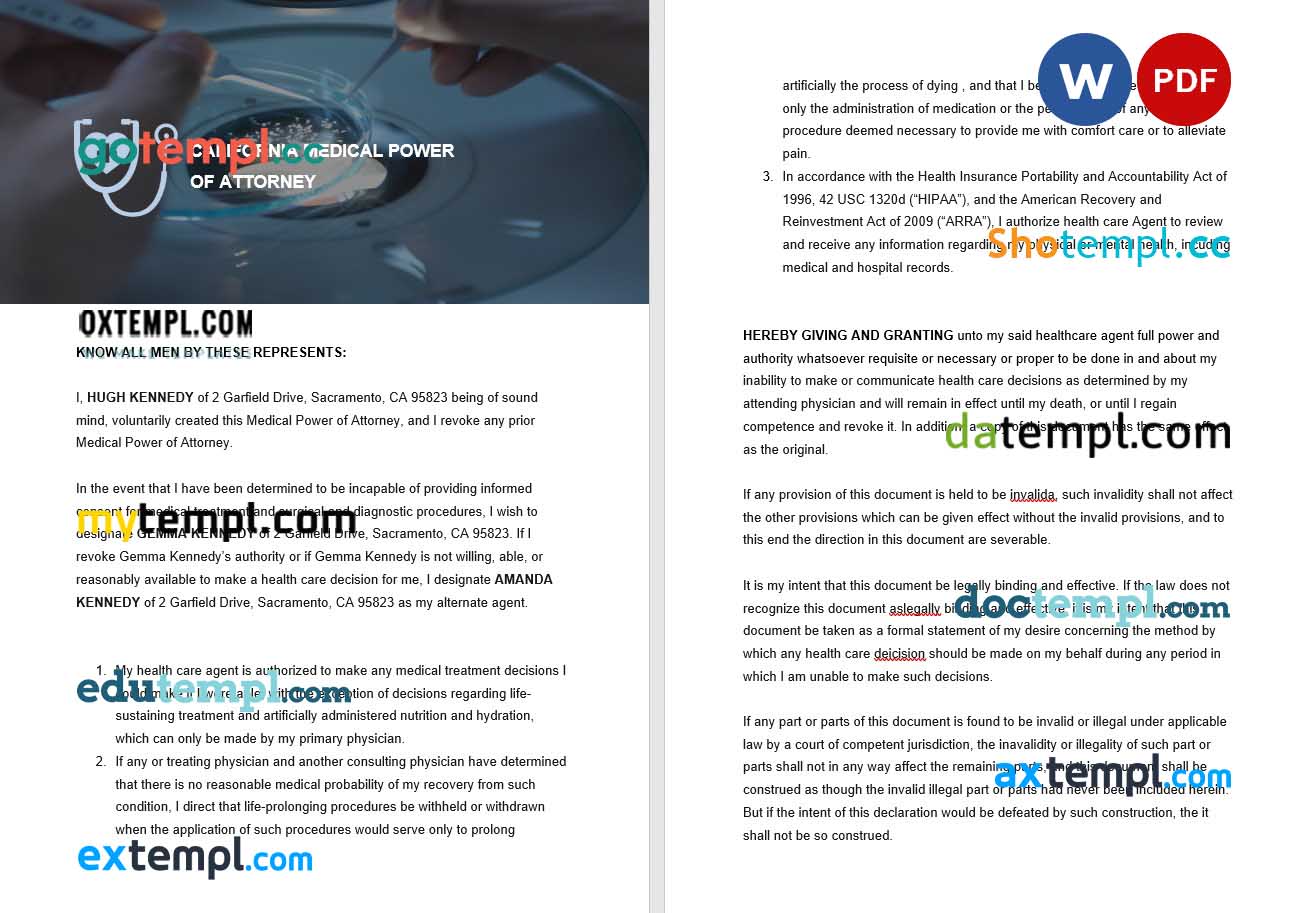 gotempl.cc
CALIFORNIA MEDICAL POWER
OF ATTORNEY
OXTEMPL.COM
KNOW ALL MEN BY THESE REPRESENTS:
I, HUGH KENNEDY of 2 Garfield Drive, Sacramento, CA 95823 being of sound
mind, voluntarily created this Medical Power of Attorney, and I revoke any prior
Medical Power of Attorney.
In the event that I have been determined to be incapable of providing informed
consent for medical treatment and surgical and diagnostic procedures, I wish to
mytempl.com
designate GEMMA KENNEDY of 2 Garfield Drive, Sacramento, CA 95823. If I
revoke Gemma Kennedy’s authority or if Gemma Kennedy is not willing, able, or
reasonably available to make a health care decision for me, I designate AMANDA
KENNEDY of 2 Garfield Drive, Sacramento, CA 95823 as my alternate agent.
1. My health care agent is authorized to make any medical treatment decisions I
could make if I were able, with the exception of decisions regarding life-
edutempl.com
sustaining treatment and artificially administered nutrition and hydration,
which can only be made by my primary physician.
2. If any or treating physician and another consulting physician have determined
that there is no reasonable medical probability of my recovery from such
condition, I direct that life-prolonging procedures be withheld or withdrawn
when the application of such procedures would serve only to prolong
extempl.com
W PDF
artificially the process of dying , and that I be
only the administration of medication or the of any
procedure deemed necessary to provide me with comfort care or to alleviate
pain.
3. In accordance with the Health Insurance Portability and Accountability Act of
1996, 42 USC 1320d (“HIPAA”), and the American Recovery and
Reinvestment Act of 2009 (“ARRA”), I authorize health care Agent to review
and receive any information regarding my physical or mental health, including
Shotempl.cc
medical and hospital records.
HEREBY GIVING AND GRANTING unto my said healthcare agent full power and
authority whatsoever requisite or necessary or proper to be done in and about my
inability to make or communicate health care decisions as determined by my
attending physician and will remain in effect until my death, or until I regain
competence and revoke it. In addition, a copy of this document has the same effect
datempl.com
as the original.
If any provision of this document is held to be invalida, such invalidity shall not affect
the other provisions which can be given effect without the invalid provisions, and to
this end the direction in this document are severable.
It is my intent that this document be legally binding and effective. If the law does not
recognize this document aslegally binding and effective, it is my intent that this
doctempl.com
document be taken as a formal statement of my desire concerning the method by
which any health care deicision should be made on my behalf during any period in
which I am unable to make such decisions.
If any part or parts of this document is found to be invalid or illegal under applicable
law by a court of competent jurisdiction, the inavalidity or illegality of such part or
parts shall not in any way affect the remaining parts, and this document shall be
axtempl.com
construed as though the invalid illegal part or parts had never been included herein.
But if the intent of this declaration would be defeated by such construction, the it
shall not be so construed.